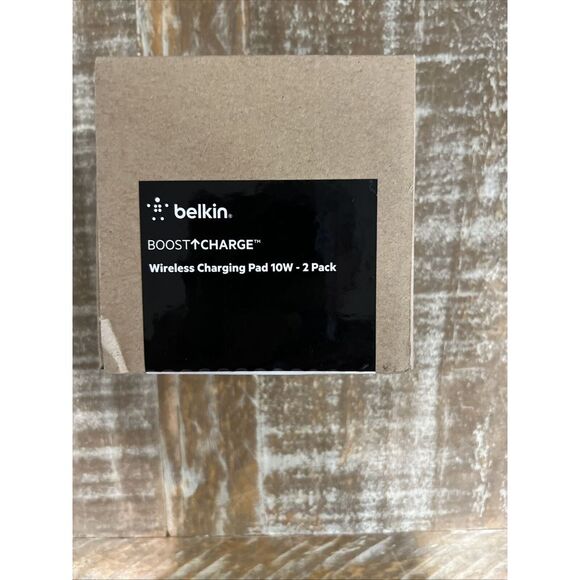 belkin®
BOOST↑CHARGE™
Wireless Charging Pad 10W - 2 Pack